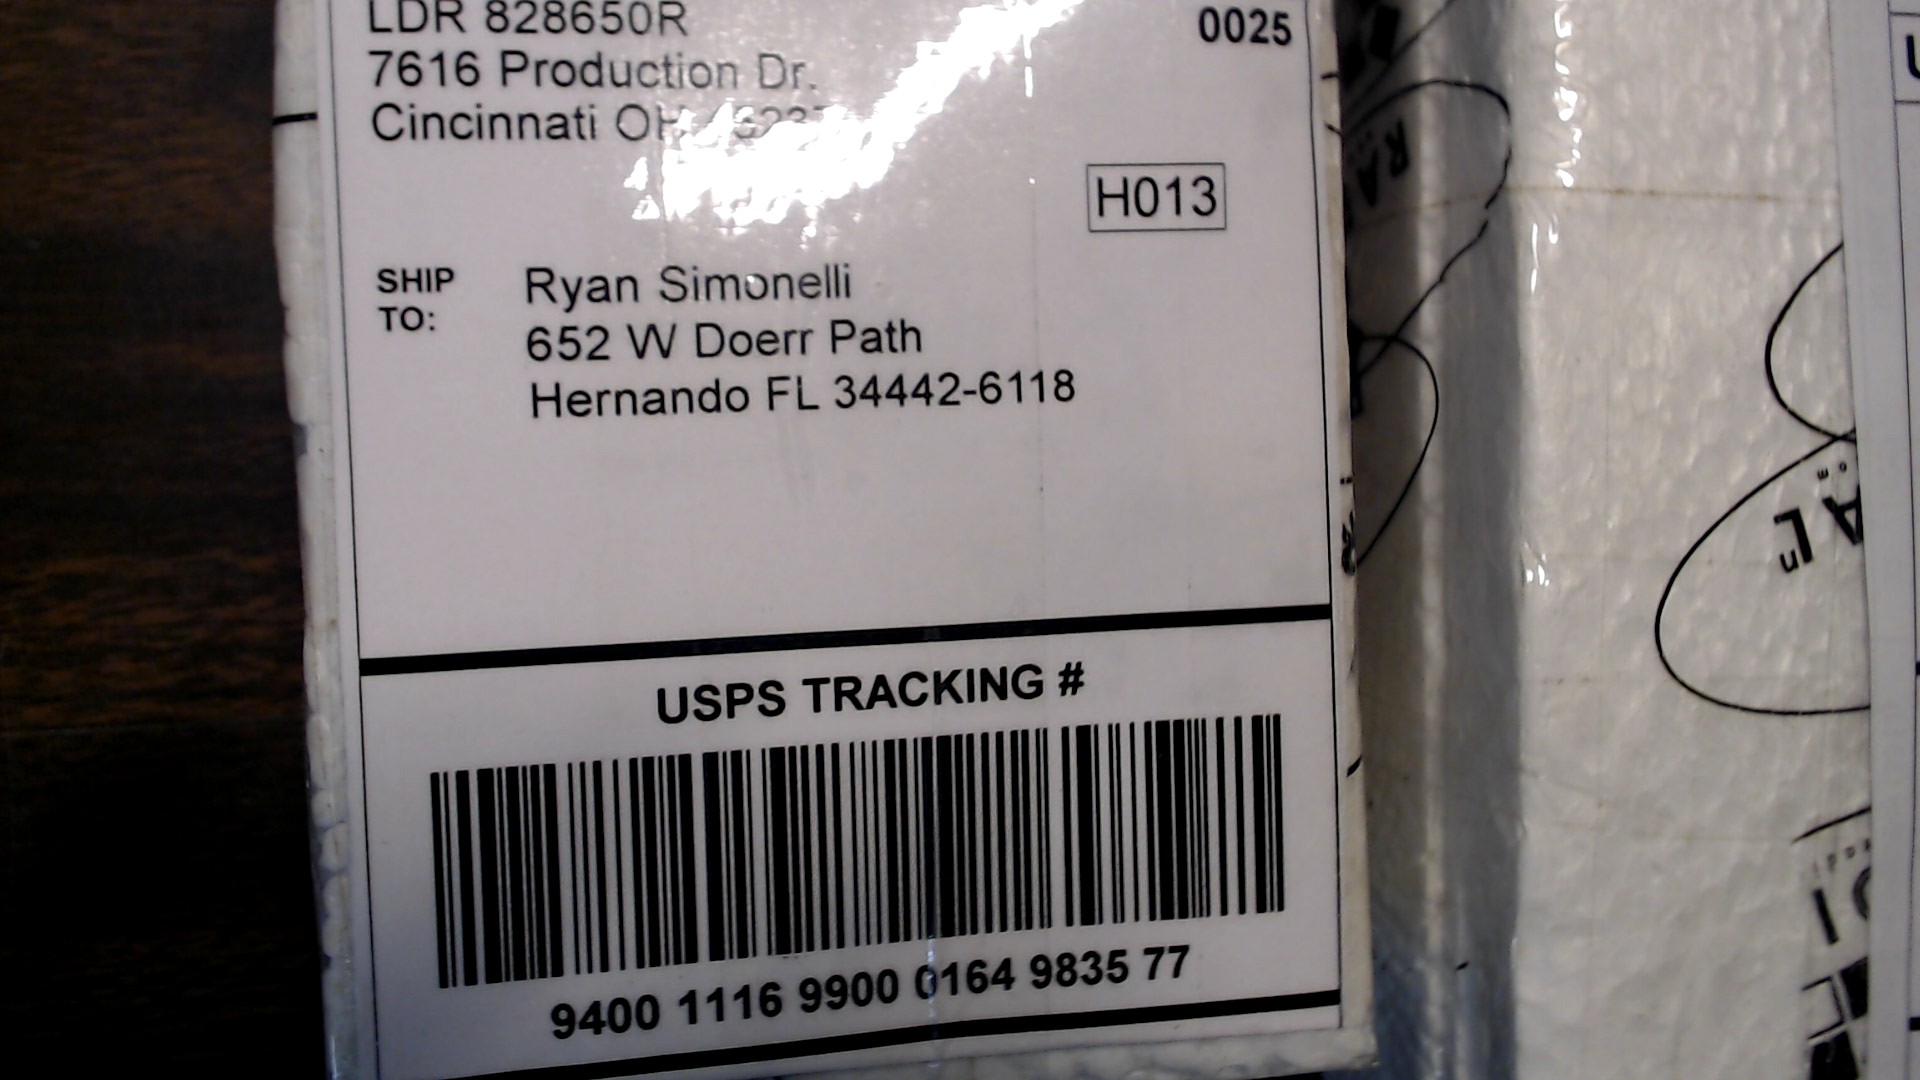 LDR 828650R
0025
7616 Production Dr.
Cincinnati OH
H013
SHIP TO:
Ryan Simonelli
652 W Doerr Path
Hernando FL 34442-6118
USPS TRACKING #
9400 1116 9900 0164 9835 77